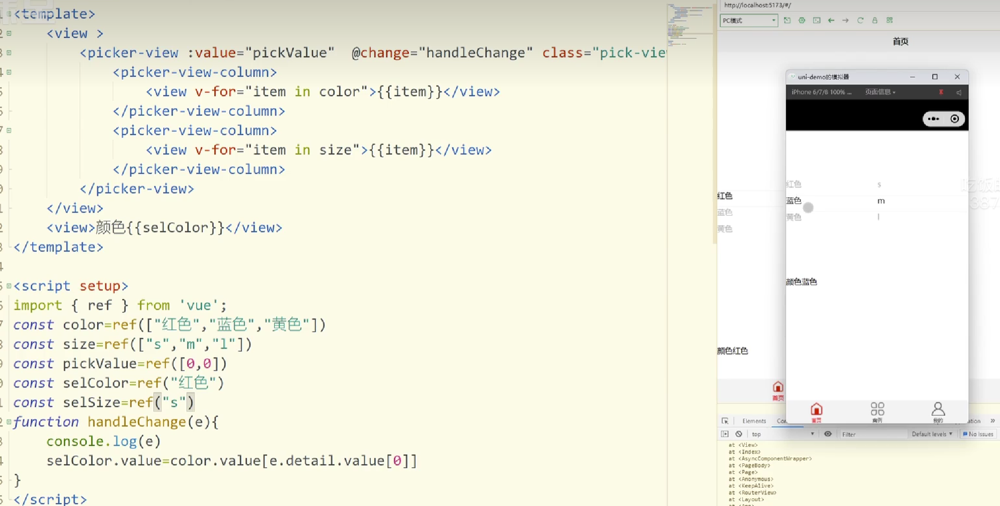 <template>
<view >
<picker-view :value="pickValue"  @change="handleChange" class="pick-vie
<picker-view-column>
<view v-for="item in color">{{item}}</view>
</picker-view-column>
<picker-view-column>
<view v-for="item in size">{{item}}</view>
</picker-view-column>
</picker-view>
</view>
<view>颜色{{selColor}}</view>
</template>
<script setup>
import { ref } from 'vue';
const color=ref(["红色","蓝色","黄色"])
const size=ref(["s","m","l"])
const pickValue=ref([0,0])
const selColor=ref("红色")
const selSize=ref("s")
function handleChange(e){
console.log(e)
selColor.value=color.value[e.detail.value[0]]
}
</script>
http://localhost:5173/#/
PC模式
首页
红色
蓝色
黄色
颜色红色
首页
uni-demo的模拟器
iPhone 6/7/8 100% ...
页面信息
红色 s
蓝色 m
黄色 l
颜色蓝色
首页 案例 我的
Elements
top
Filter
Default levels
No Issues
at <View>
at <Index>
at <AsyncComponentWrapper>
at <PageBody>
at <Page>
at <Anonymous>
at <KeepAlive>
at <RouterView>
at <Layout>